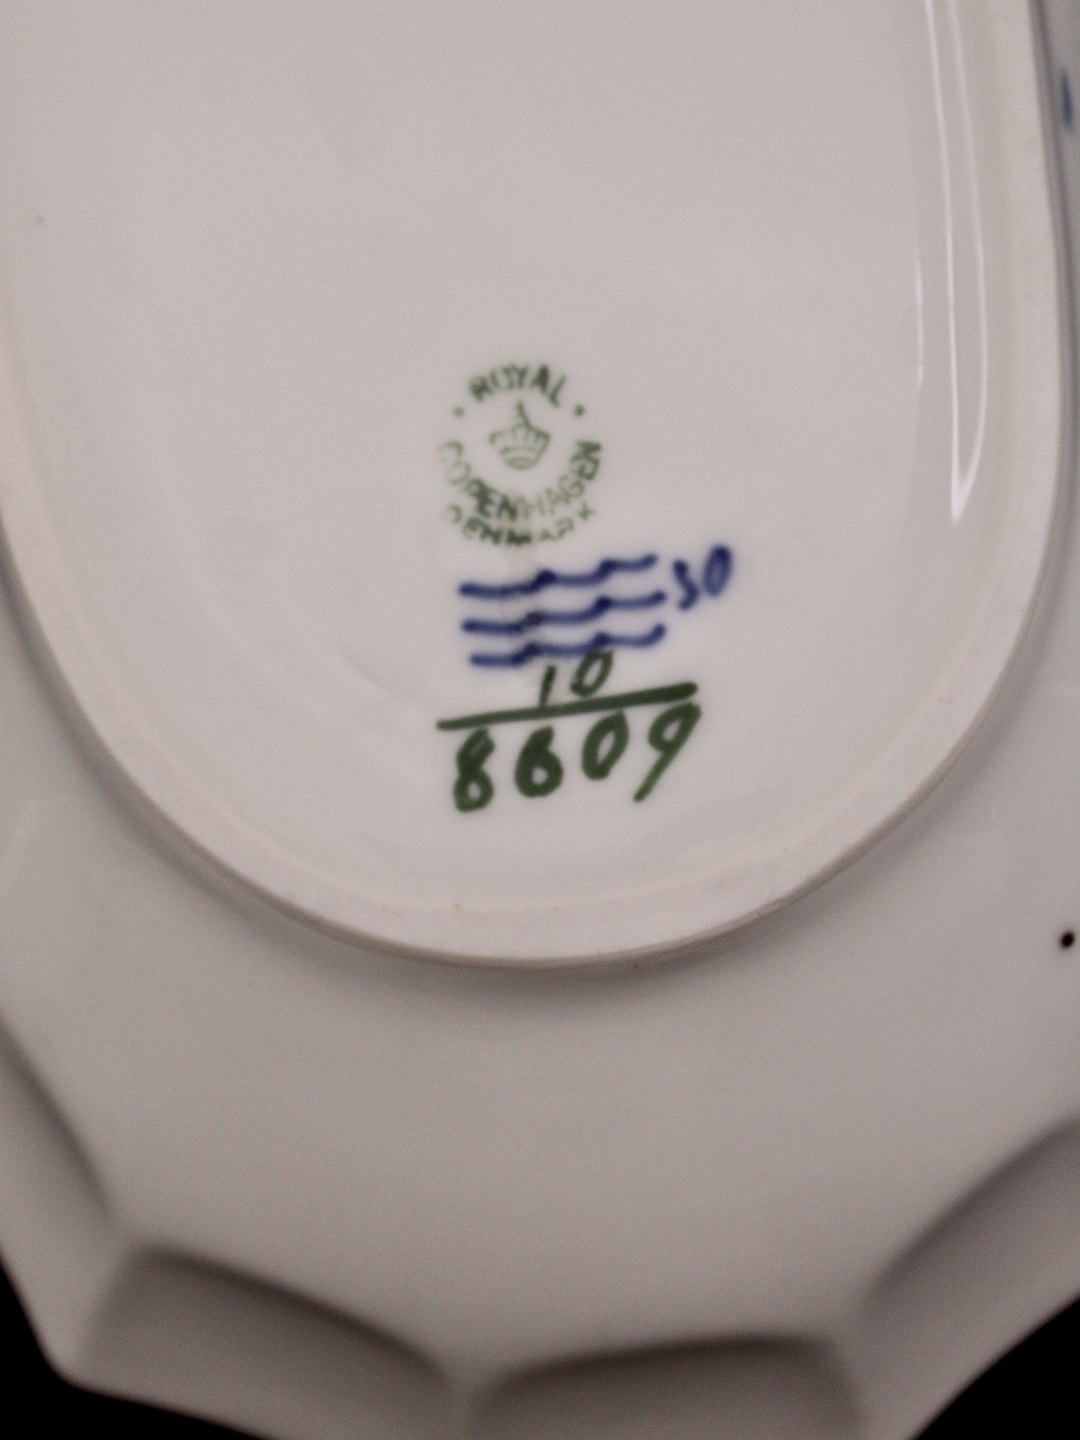 ROYAL
COPENHAGEN
DENMARK
30
10
8609